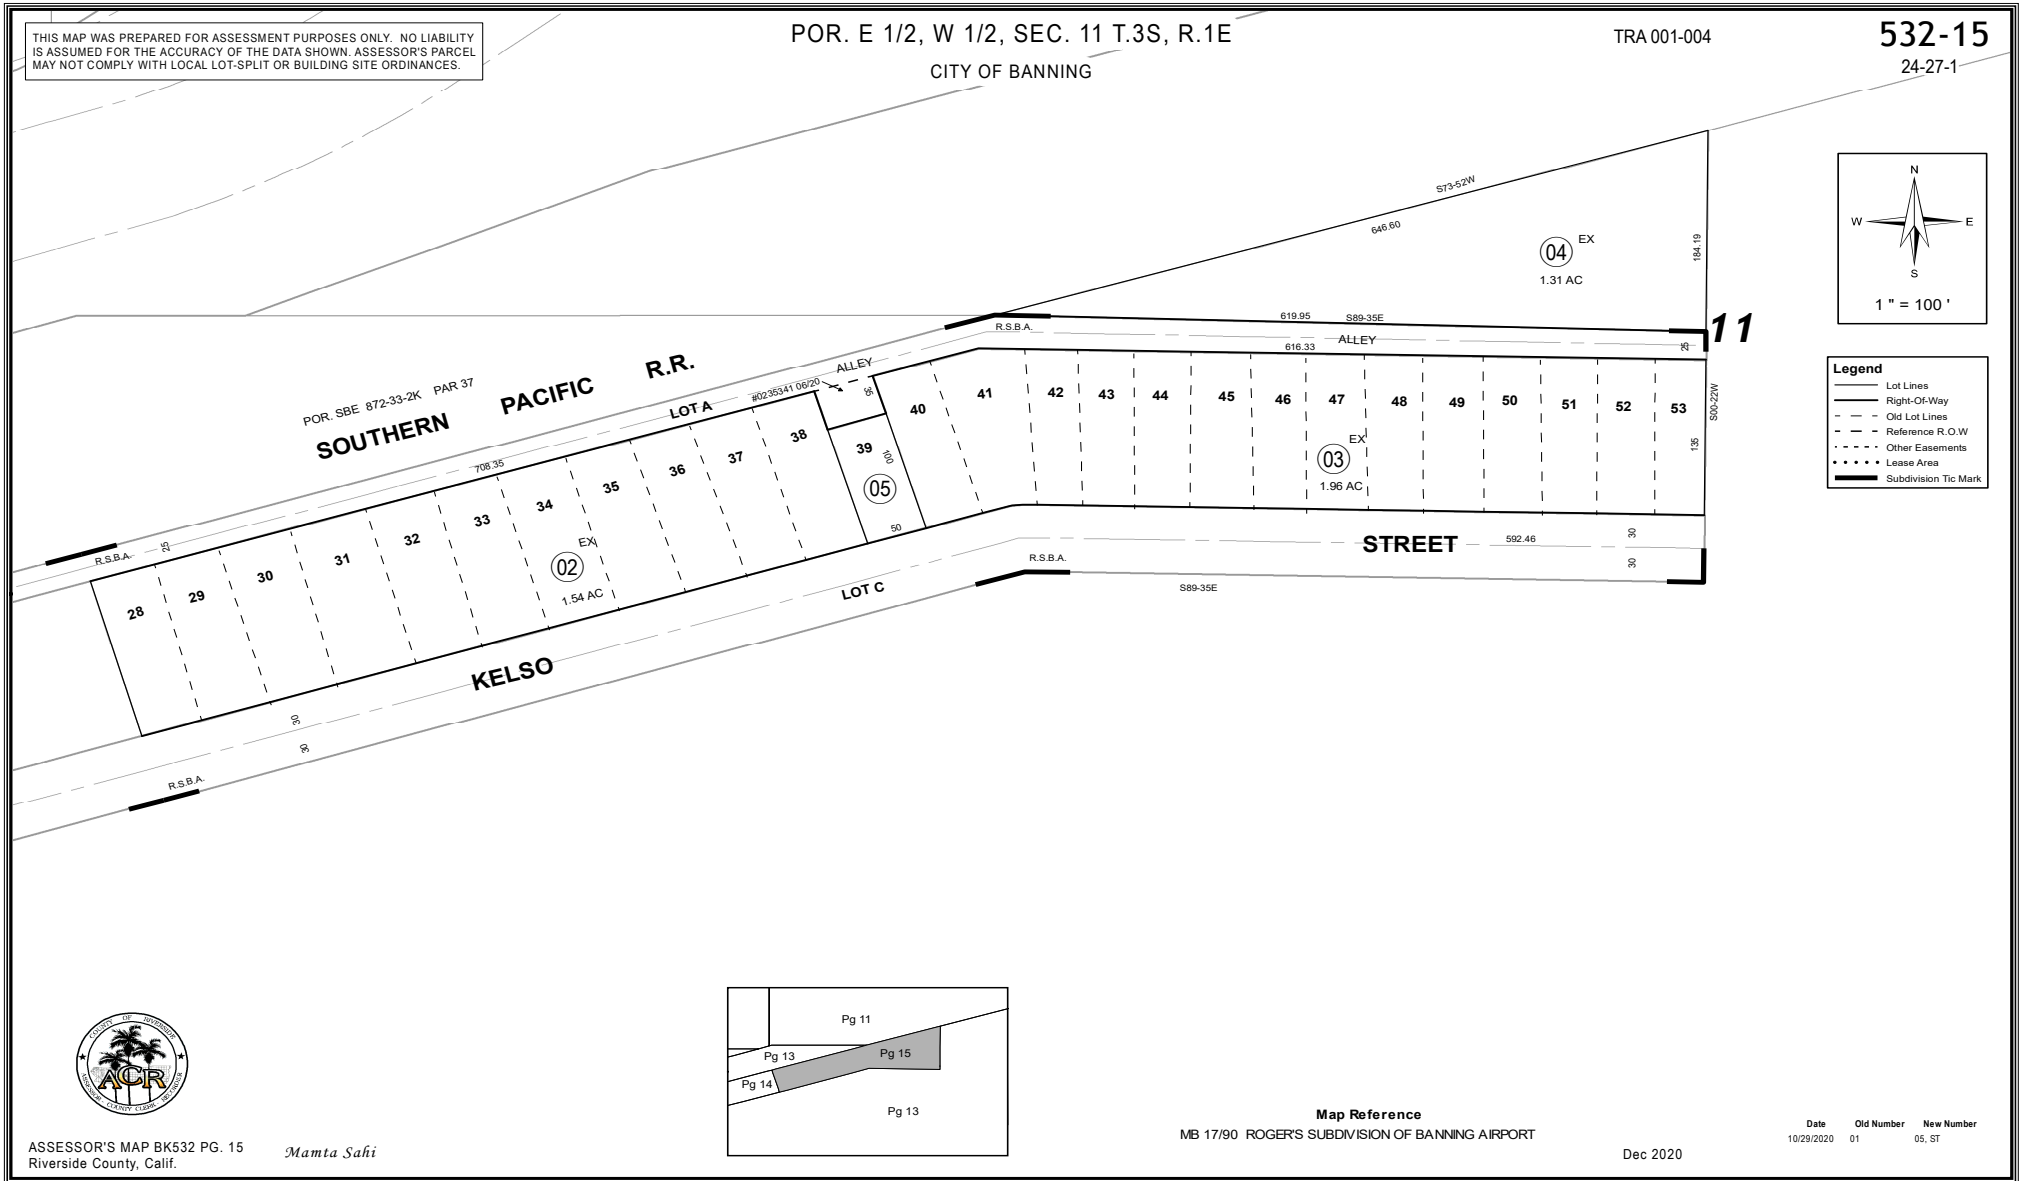 THIS MAP WAS PREPARED FOR ASSESSMENT PURPOSES ONLY. NO LIABILITY
IS ASSUMED FOR THE ACCURACY OF THE DATA SHOWN. ASSESSOR'S PARCEL
MAY NOT COMPLY WITH LOCAL LOT-SPLIT OR BUILDING SITE ORDINANCES.
POR. E 1/2, W 1/2, SEC. 11 T.3S, R.1E
CITY OF BANNING
TRA 001-004
532-15
24-27-1
N
W E
S
1 " = 100 '
Legend
Lot Lines
Right-Of-Way
Old Lot Lines
Reference R.O.W
Other Easements
Lease Area
Subdivision Tic Mark
S73-52W
646.60
04 EX
1.31 AC
184.19
11
619.95 S89-35E
R.S.B.A.
ALLEY
616.33
25
ALLEY
#0235341 06/20
35
POR. SBE 872-33-2K PAR 37
SOUTHERN PACIFIC R.R.
LOT A
708.35
R.S.B.A.
25
28 29 30 31 32 33 34 35 36 37 38 39 40 41 42 43 44 45 46 47 48 49 50 51 52 53
S00-22W
135
EX
03
1.96 AC
100
05
50
EX
02
1.54 AC
STREET
592.46
30
30
R.S.B.A.
S89-35E
LOT C
KELSO
30
30
R.S.B.A.
Pg 11
Pg 13
Pg 15
Pg 14
Pg 13
COUNTY OF RIVERSIDE
ACR
ASSESSOR - COUNTY CLERK - RECORDER
ASSESSOR'S MAP BK532 PG. 15
Riverside County, Calif.
Mamta Sahi
Map Reference
MB 17/90 ROGER'S SUBDIVISION OF BANNING AIRPORT
Dec 2020
Date Old Number New Number
10/29/2020 01 05, ST